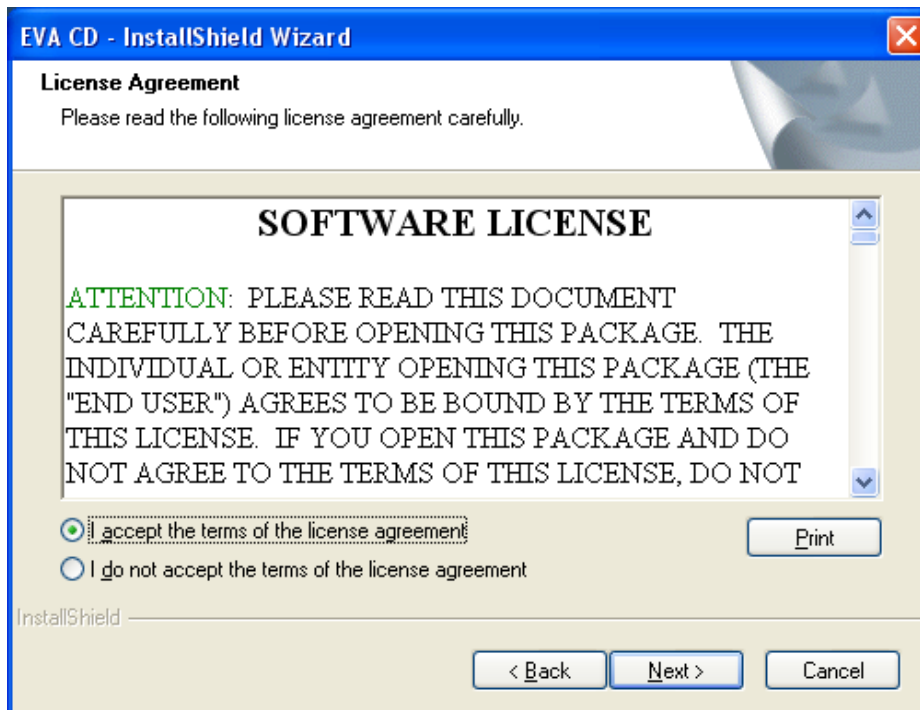 EVA CD - InstallShield Wizard
License Agreement
Please read the following license agreement carefully.
SOFTWARE LICENSE
ATTENTION: PLEASE READ THIS DOCUMENT
CAREFULLY BEFORE OPENING THIS PACKAGE. THE
INDIVIDUAL OR ENTITY OPENING THIS PACKAGE (THE
"END USER") AGREES TO BE BOUND BY THE TERMS OF
THIS LICENSE. IF YOU OPEN THIS PACKAGE AND DO
NOT AGREE TO THE TERMS OF THIS LICENSE, DO NOT
I accept the terms of the license agreement
Print
I do not accept the terms of the license agreement
InstallShield
< Back Next > Cancel